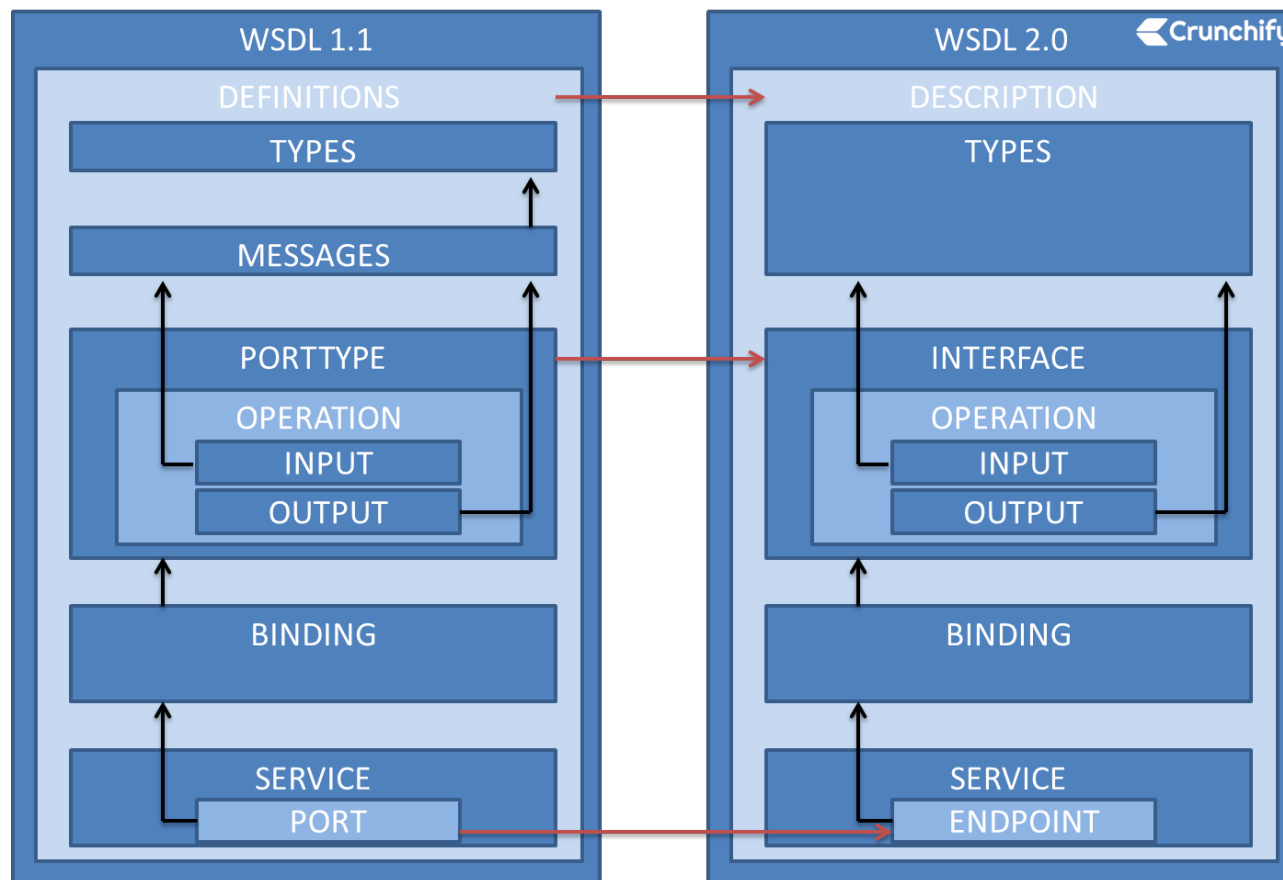 WSDL 1.1
DEFINITIONS
TYPES
MESSAGES
PORTTYPE
OPERATION
INPUT
OUTPUT
BINDING
SERVICE
PORT
WSDL 2.0
Crunchify
DESCRIPTION
TYPES
INTERFACE
OPERATION
INPUT
OUTPUT
BINDING
SERVICE
ENDPOINT